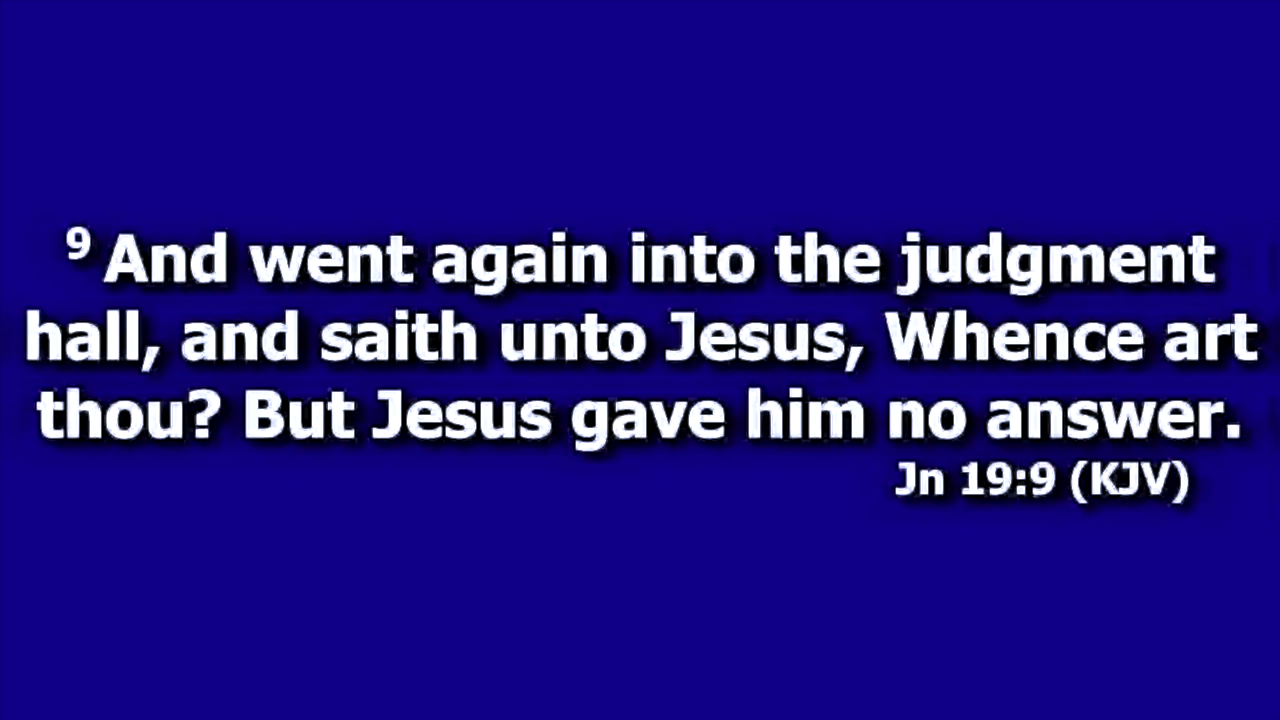 ⁹ And went again into the judgment
hall, and saith unto Jesus, Whence art
thou? But Jesus gave him no answer.
Jn 19:9 (KJV)